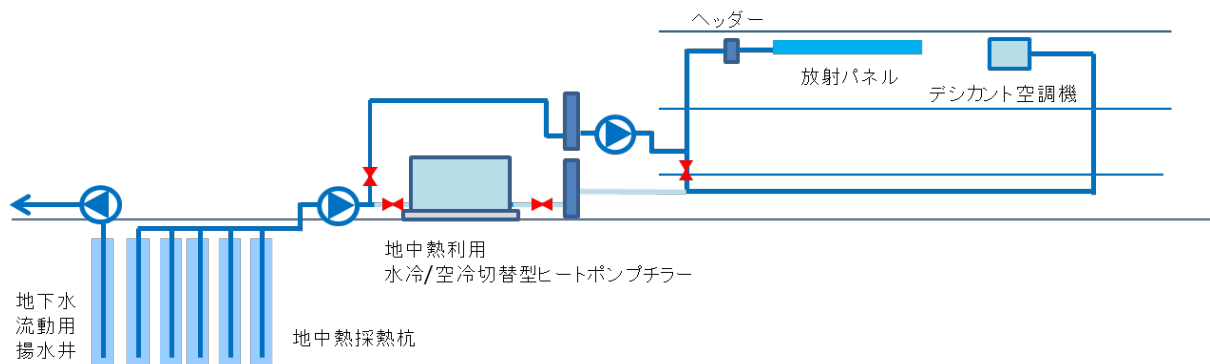 ヘッダー
放射パネル
デシカント空調機
地中熱利用
水冷/空冷切替型ヒートポンプチラー
地下水
流動用
揚水井
地中熱採熱杭